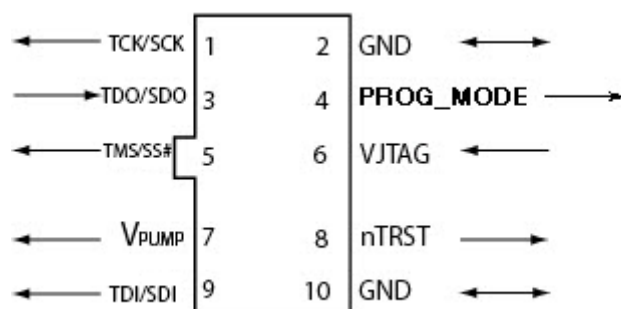 TCK/SCK 1 2 GND
TDO/SDO 3 4 PROG_MODE
TMS/SS# 5 6 VJTAG
VPUMP 7 8 nTRST
TDI/SDI 9 10 GND